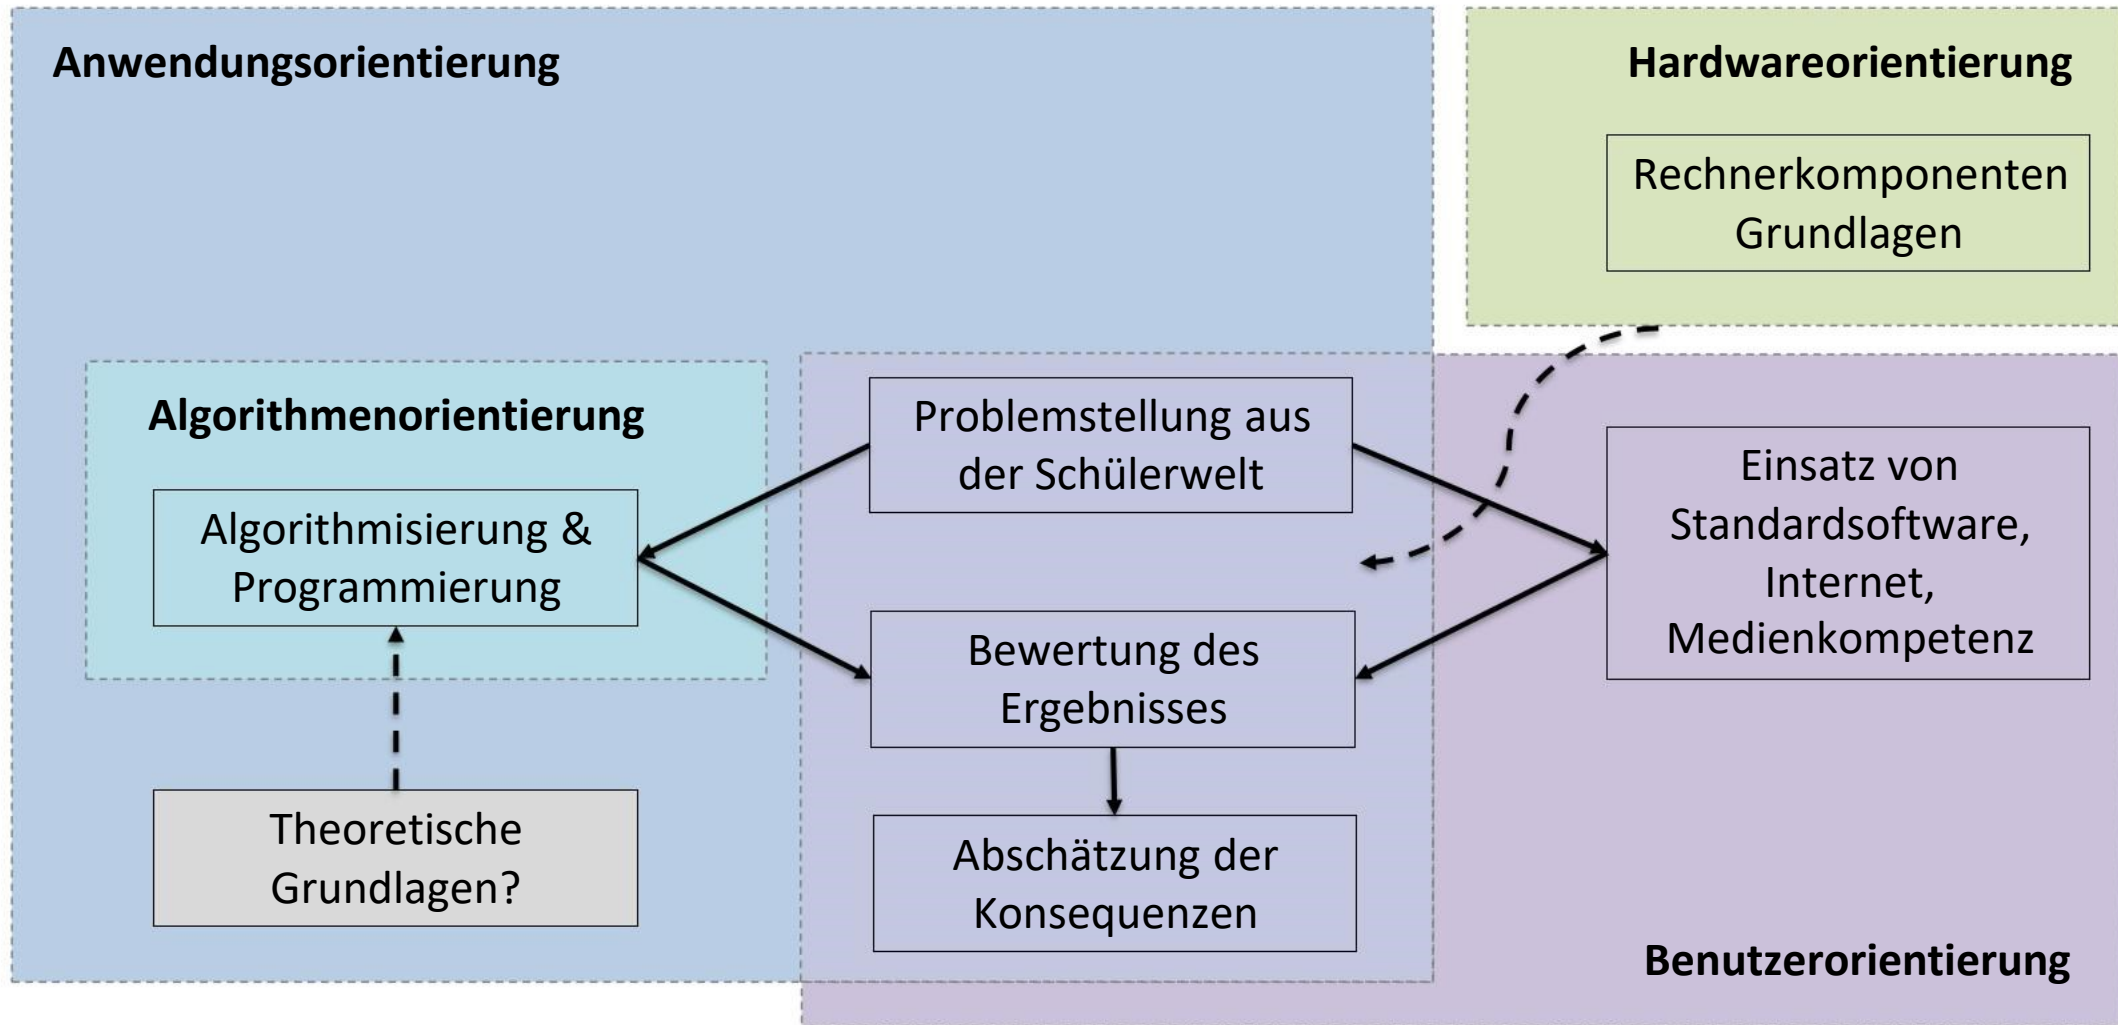 Anwendungsorientierung
Hardwareorientierung
Rechnerkomponenten
Grundlagen
Algorithmenorientierung
Algorithmisierung &
Programmierung
Theoretische
Grundlagen?
Problemstellung aus
der Schülerwelt
Bewertung des
Ergebnisses
Abschätzung der
Konsequenzen
Einsatz von
Standardsoftware,
Internet,
Medienkompetenz
Benutzerorientierung